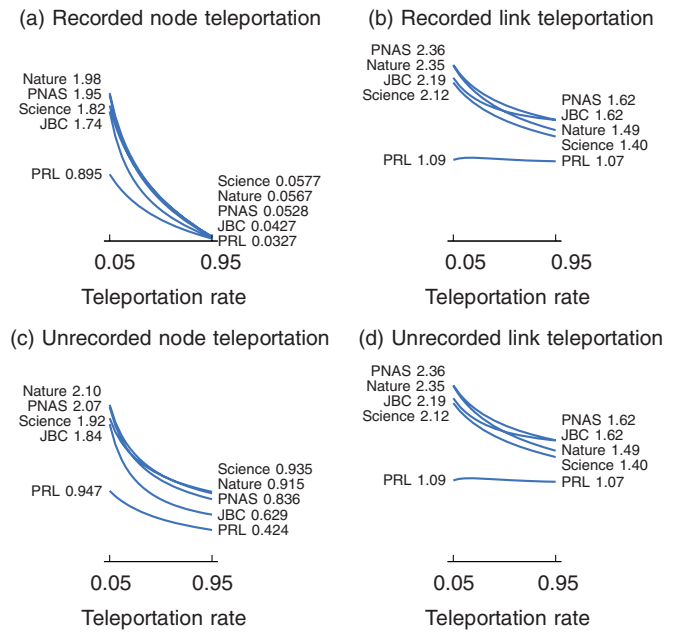 (a) Recorded node teleportation
Nature 1.98
PNAS 1.95
Science 1.82
JBC 1.74
PRL 0.895
Science 0.0577
Nature 0.0567
PNAS 0.0528
JBC 0.0427
PRL 0.0327
0.05
0.95
Teleportation rate
(b) Recorded link teleportation
PNAS 2.36
Nature 2.35
JBC 2.19
Science 2.12
PRL 1.09
PNAS 1.62
JBC 1.62
Nature 1.49
Science 1.40
PRL 1.07
0.05
0.95
Teleportation rate
(c) Unrecorded node teleportation
Nature 2.10
PNAS 2.07
Science 1.92
JBC 1.84
PRL 0.947
Science 0.935
Nature 0.915
PNAS 0.836
JBC 0.629
PRL 0.424
0.05
0.95
Teleportation rate
(d) Unrecorded link teleportation
PNAS 2.36
Nature 2.35
JBC 2.19
Science 2.12
PRL 1.09
PNAS 1.62
JBC 1.62
Nature 1.49
Science 1.40
PRL 1.07
0.05
0.95
Teleportation rate